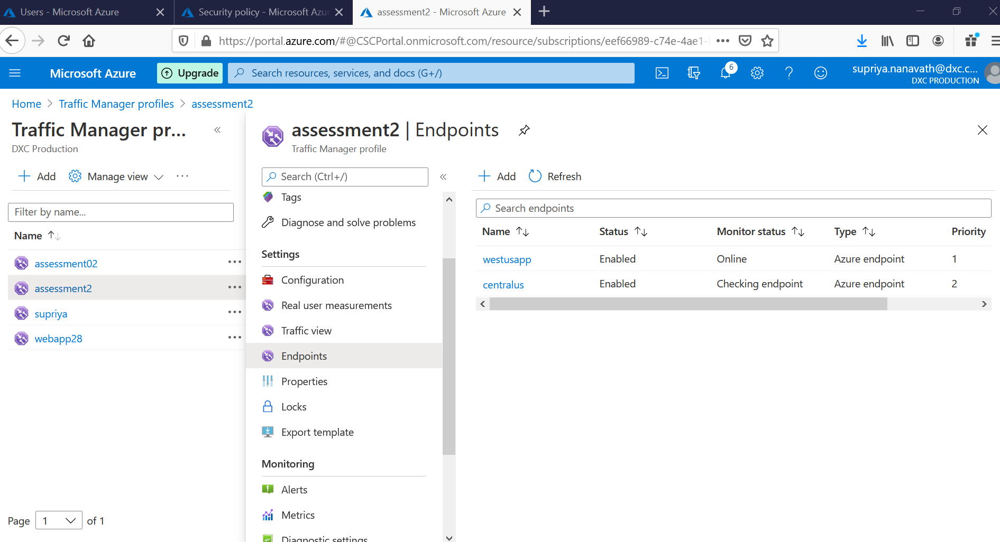 Users - Microsoft Azure
Security policy - Microsoft Azur
assessment2 - Microsoft Azure
https://portal.azure.com/#@CSCPortal.onmicrosoft.com/resource/subscriptions/eef66989-c74e-4ae1-
Microsoft Azure
Upgrade
Search resources, services, and docs (G+/)
6
supriya.nanavath@dxc.c...
DXC PRODUCTION
Home > Traffic Manager profiles > assessment2
Traffic Manager pr...
DXC Production
Add
Manage view
Filter by name...
Name
assessment02
assessment2
supriya
webapp28
Page 1 of 1
assessment2 | Endpoints
Traffic Manager profile
Search (Ctrl+/)
Tags
Diagnose and solve problems
Settings
Configuration
Real user measurements
Traffic view
Endpoints
Properties
Locks
Export template
Monitoring
Alerts
Metrics
Diagnostic settings
Add
Refresh
Search endpoints
Name Status Monitor status Type Priority
westusapp Enabled Online Azure endpoint 1
centralus Enabled Checking endpoint Azure endpoint 2